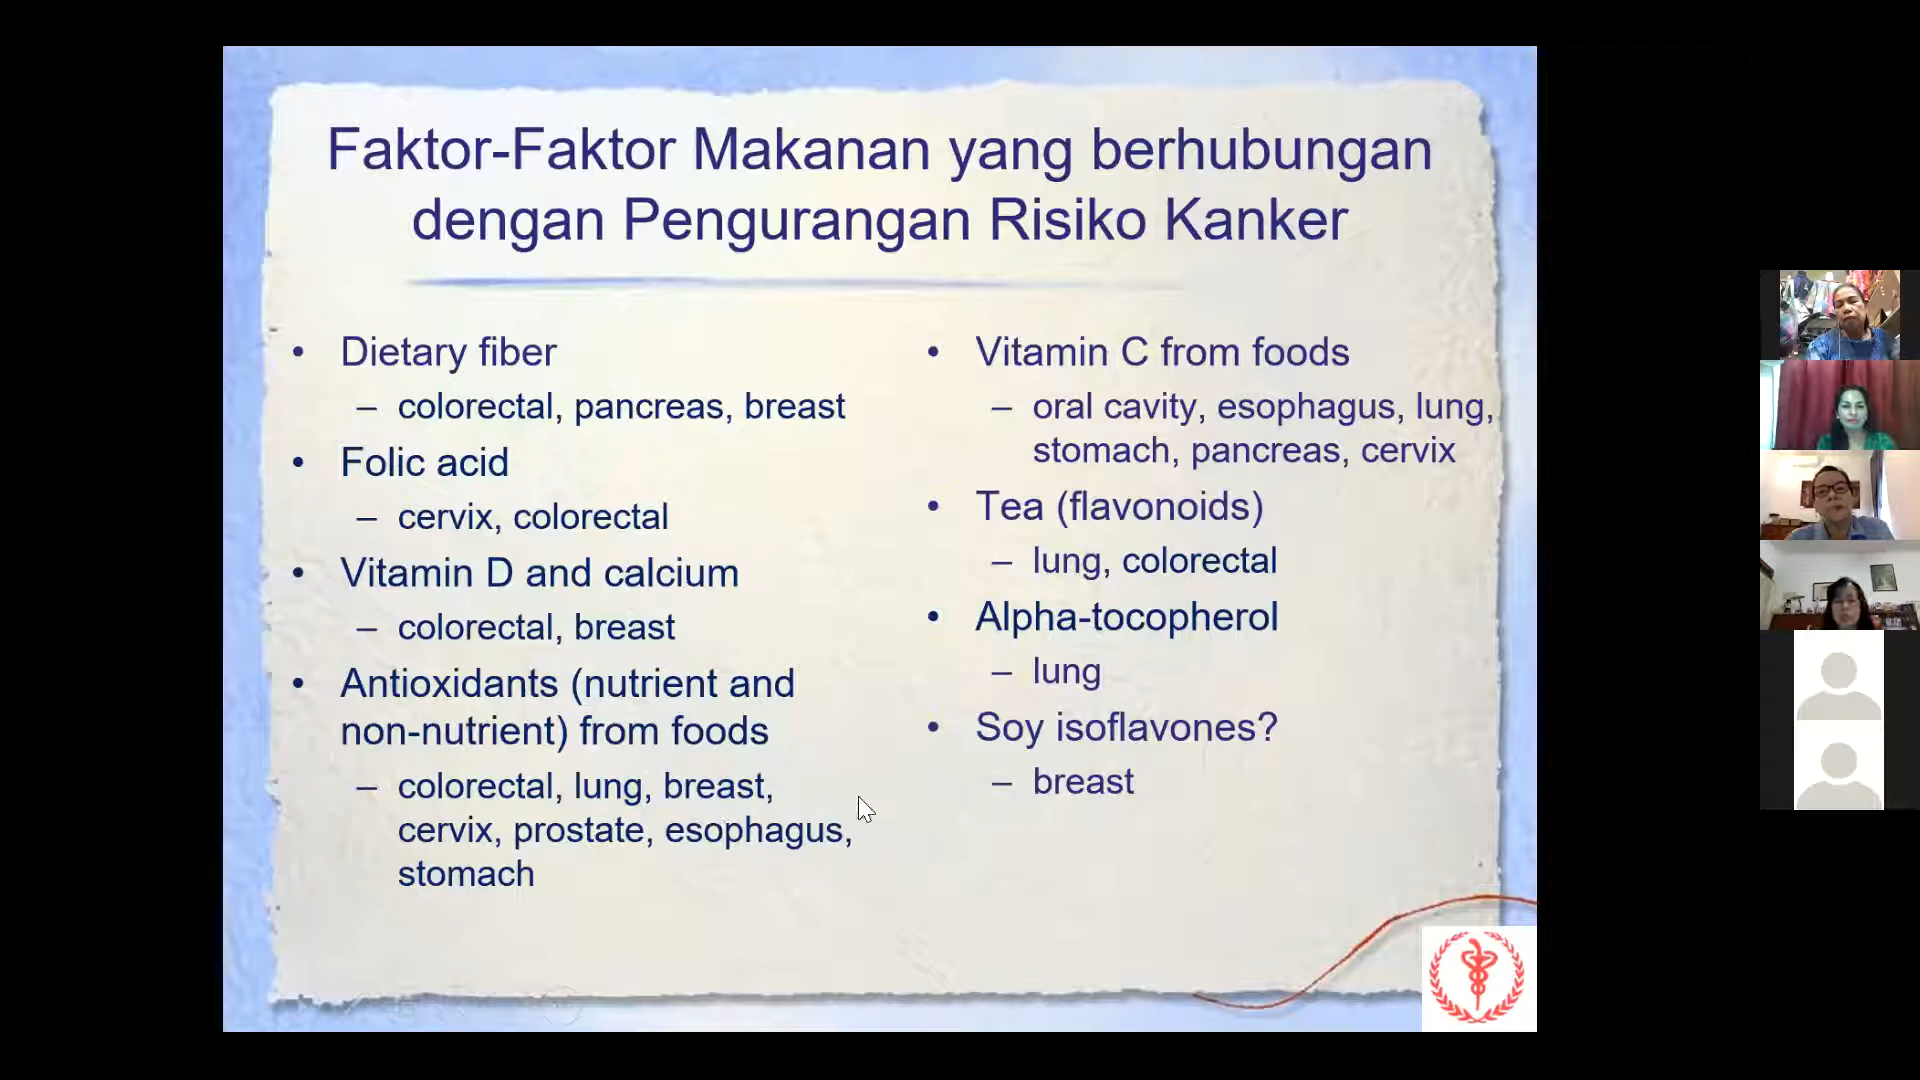 Faktor-Faktor Makanan yang berhubungan
dengan Pengurangan Risiko Kanker
• Dietary fiber
– colorectal, pancreas, breast
• Folic acid
– cervix, colorectal
• Vitamin D and calcium
– colorectal, breast
• Antioxidants (nutrient and
non-nutrient) from foods
– colorectal, lung, breast,
cervix, prostate, esophagus,
stomach
• Vitamin C from foods
– oral cavity, esophagus, lung,
stomach, pancreas, cervix
• Tea (flavonoids)
– lung, colorectal
• Alpha-tocopherol
– lung
• Soy isoflavones?
– breast